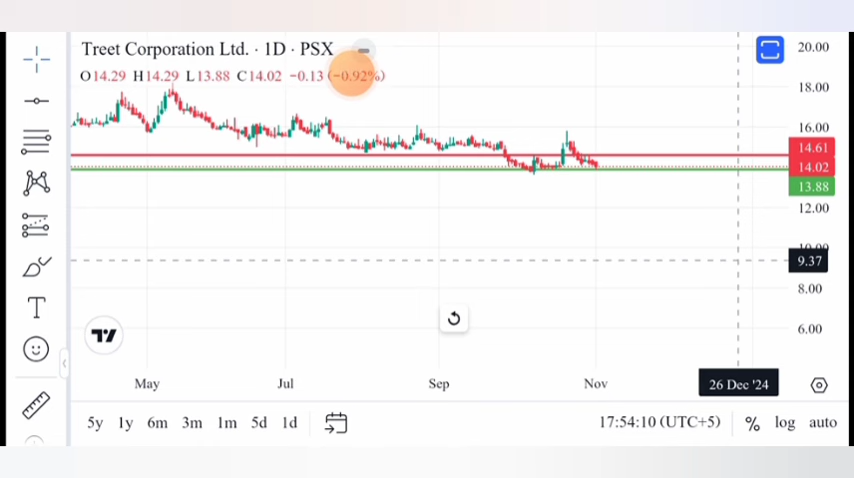 Treet Corporation Ltd. · 1D · PSX
O14.29 H14.29 L13.88 C14.02 −0.13 (−0.92%)
20.00
18.00
16.00
14.61
14.02
13.88
12.00
10.00
9.37
8.00
6.00
May Jul Sep Nov 26 Dec '24
5y 1y 6m 3m 1m 5d 1d 17:54:10 (UTC+5) % log auto